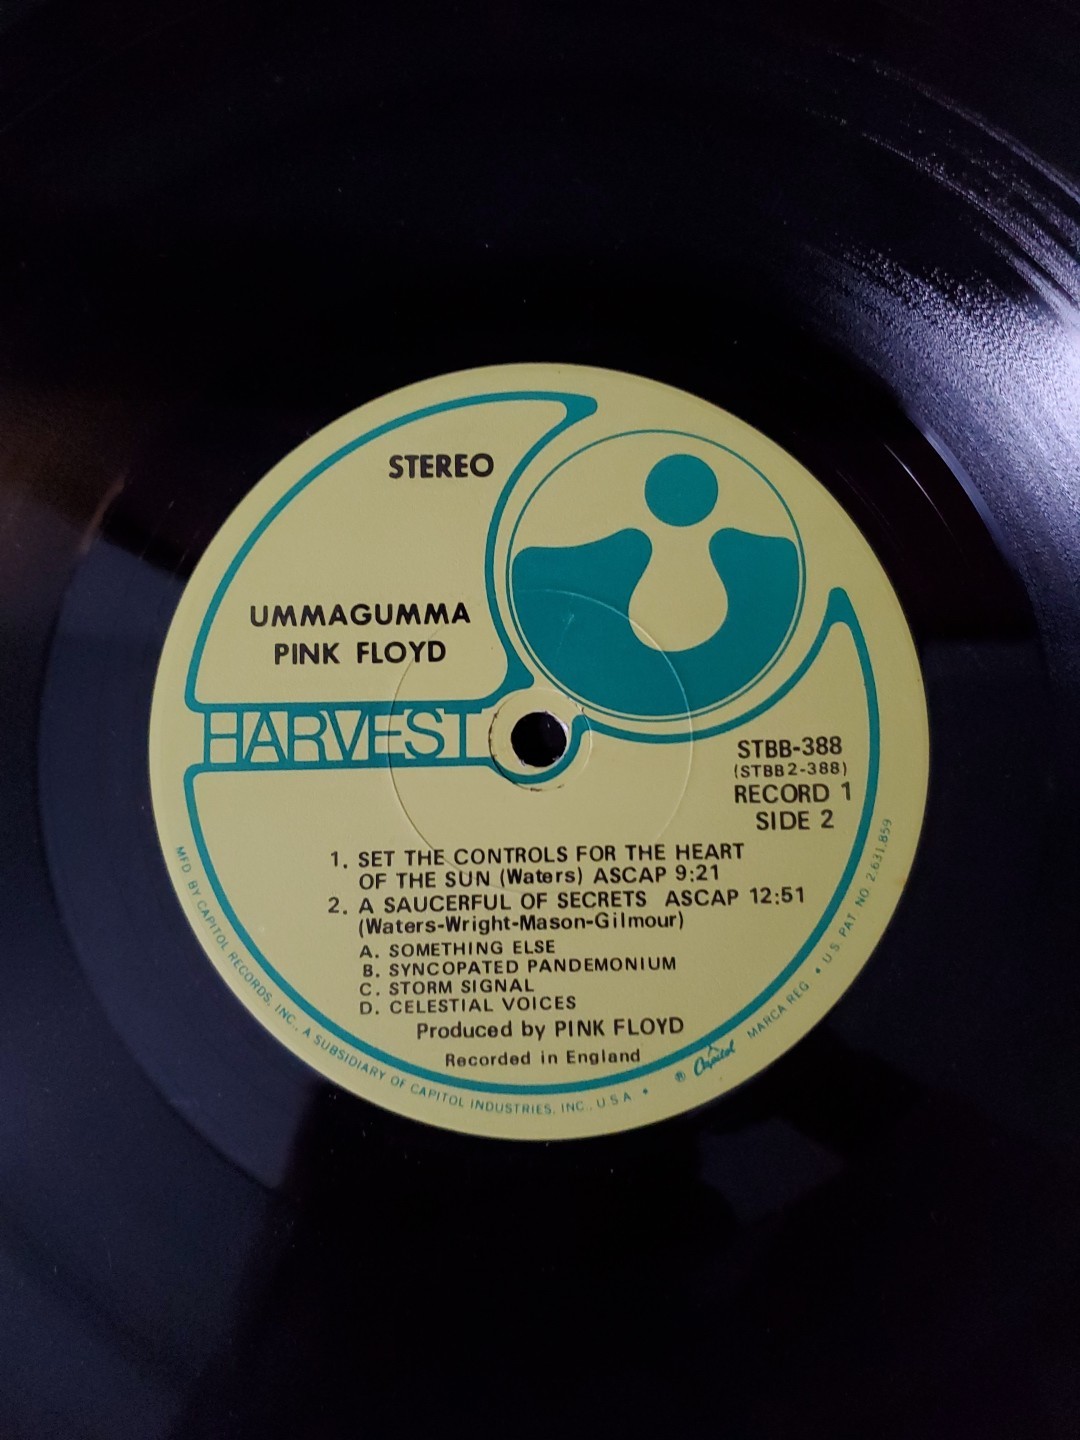 STEREO
UMMAGUMMA
PINK FLOYD
HARVEST
STBB-388
(STBB2-388)
RECORD 1
SIDE 2
1. SET THE CONTROLS FOR THE HEART
OF THE SUN (Waters) ASCAP 9:21
2. A SAUCERFUL OF SECRETS ASCAP 12:51
(Waters-Wright-Mason-Gilmour)
A. SOMETHING ELSE
B. SYNCOPATED PANDEMONIUM
C. STORM SIGNAL
D. CELESTIAL VOICES
Produced by PINK FLOYD
Recorded in England
MFD BY CAPITOL RECORDS, INC., A SUBSIDIARY OF CAPITOL INDUSTRIES, INC., U.S.A. • ® Capitol MARCA REG. • U.S. PAT. NO. 2,631,859